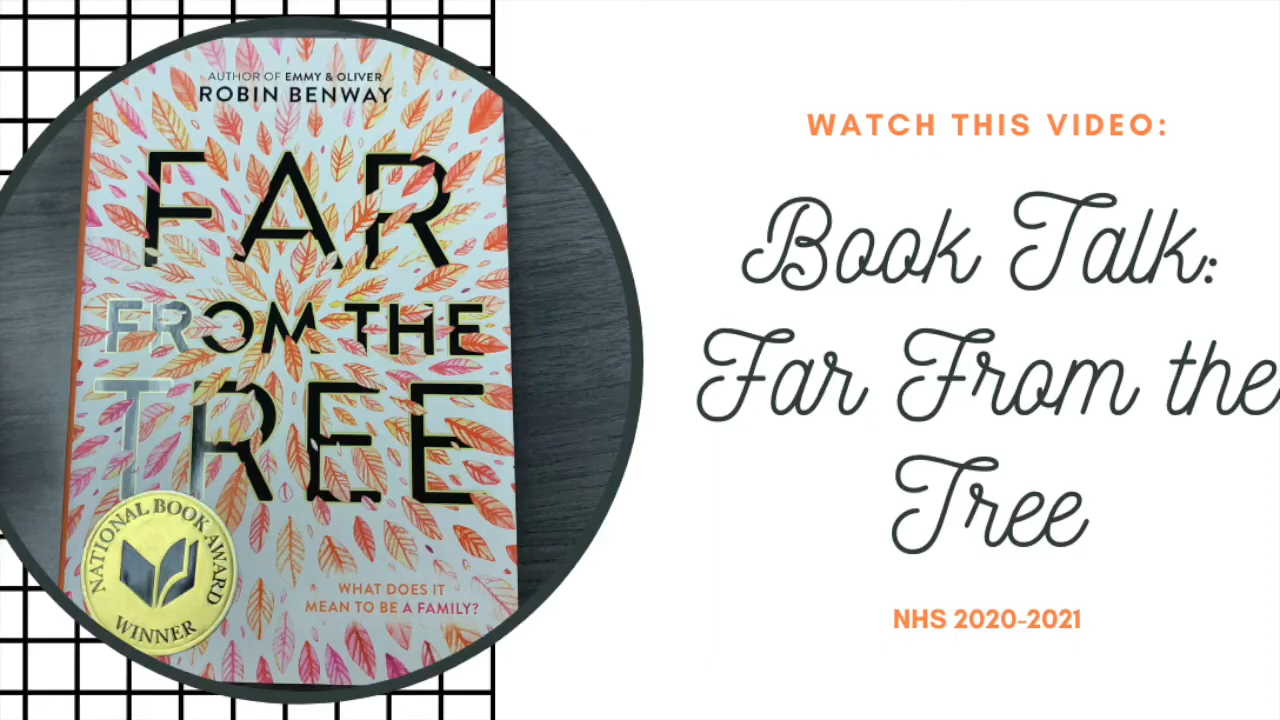 AUTHOR OF EMMY & OLIVER
ROBIN BENWAY
FAR
FROM THE
TREE
NATIONAL BOOK AWARD
WINNER
WHAT DOES IT
MEAN TO BE A FAMILY?
WATCH THIS VIDEO:
Book Talk:
Far From the
Tree
NHS 2020-2021